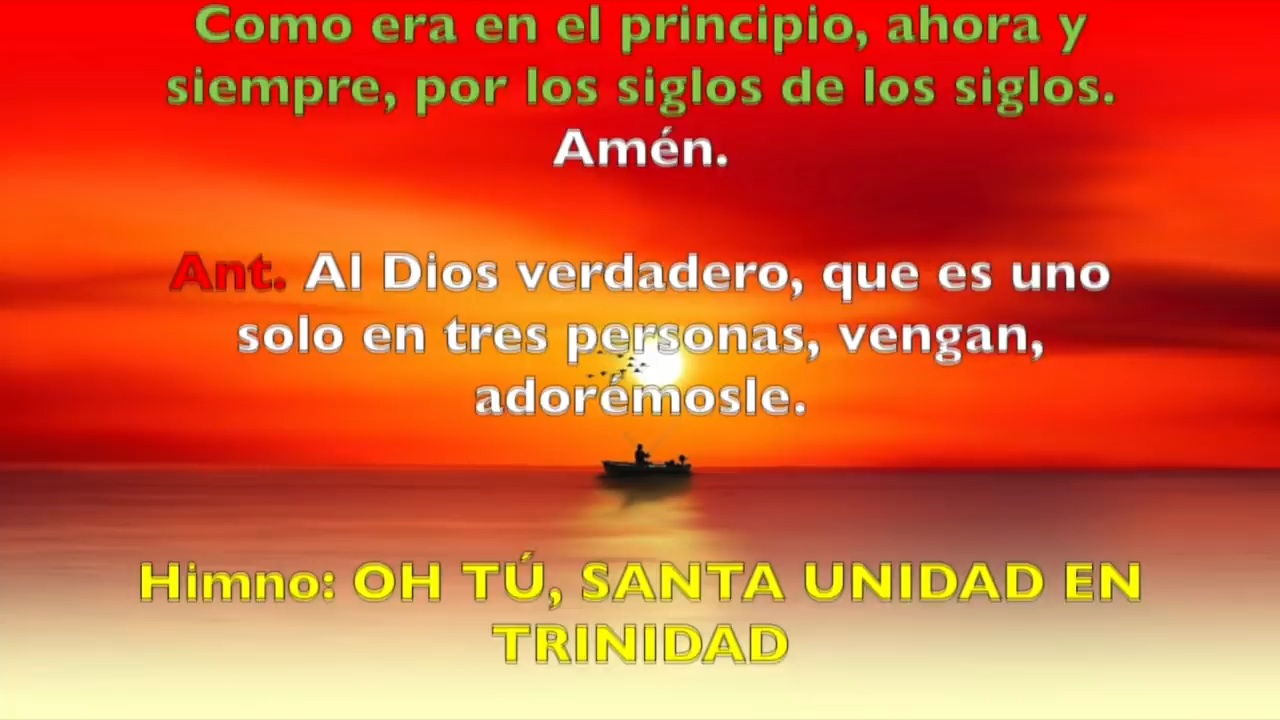 Como era en el principio, ahora y
siempre, por los siglos de los siglos.
Amén.
Ant. Al Dios verdadero, que es uno
solo en tres personas, vengan,
adorémosle.
Himno: OH TÚ, SANTA UNIDAD EN
TRINIDAD